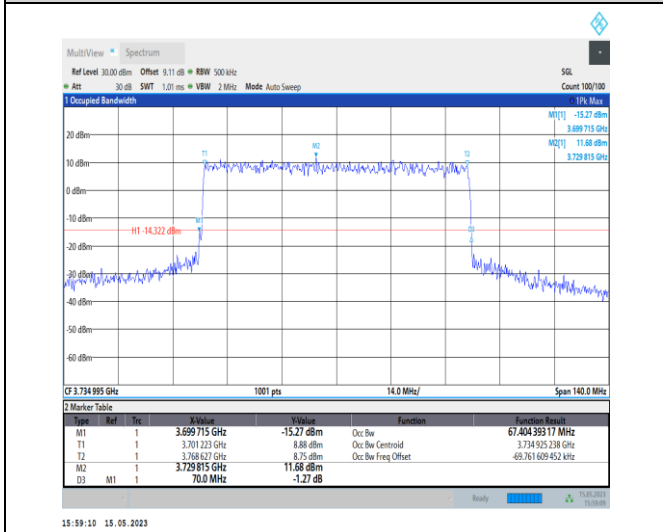 MultiView Spectrum
Ref Level 30.00 dBm Offset 9.11 dB RBW 500 kHz SGL
Att 30 dB SWT 1.01 ms VBW 2 MHz Mode Auto Sweep Count 100/100
1 Occupied Bandwidth 1Pk Max
M1[1] -15.27 dBm
3.699 715 GHz
M2[1] 11.68 dBm
3.729 815 GHz
20 dBm
M2
T1 T2
10 dBm
0 dBm
-10 dBm
M1
H1 -14.322 dBm
D3
-20 dBm
-30 dBm
-40 dBm
-50 dBm
-60 dBm
CF 3.734 995 GHz 1001 pts 14.0 MHz/ Span 140.0 MHz
2 Marker Table
Type Ref Trc X-Value Y-Value Function Function Result
M1 1 3.699 715 GHz -15.27 dBm Occ Bw 67.404 393 17 MHz
T1 1 3.701 223 GHz 8.88 dBm Occ Bw Centroid 3.734 925 238 GHz
T2 1 3.768 627 GHz 8.75 dBm Occ Bw Freq Offset -69.761 609 452 kHz
M2 1 3.729 815 GHz 11.68 dBm
D3 M1 1 70.0 MHz -1.27 dB
Ready 15.05.2023
15:59:09
15:59:10 15.05.2023